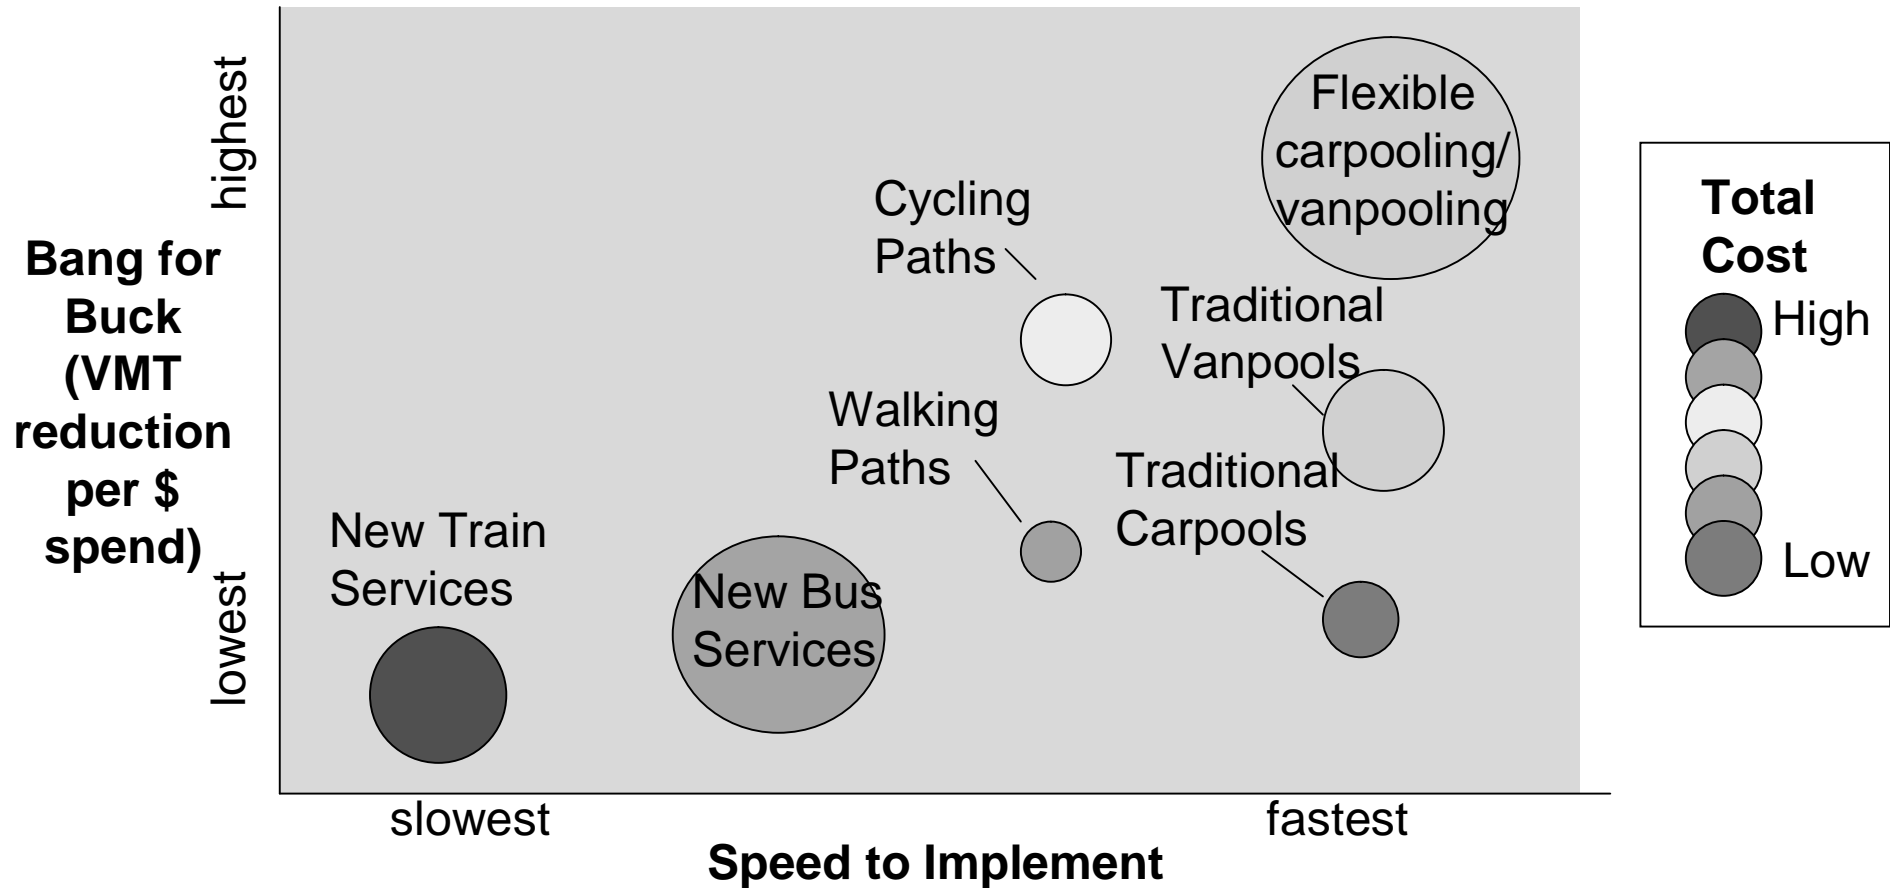 highest
Bang for
Buck
(VMT
reduction
per $
spend)
lowest
Flexible
carpooling/
vanpooling
Cycling
Paths
Traditional
Vanpools
Walking
Paths
Traditional
Carpools
New Train
Services
New Bus
Services
slowest
fastest
Speed to Implement
Total
Cost
High
Low